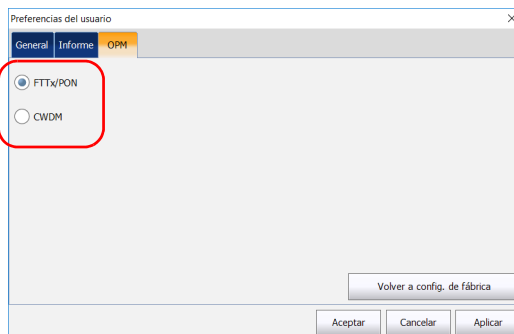 Preferencias del usuario
General Informe OPM
FTTx/PON
CWDM
Volver a config. de fábrica
Aceptar Cancelar Aplicar